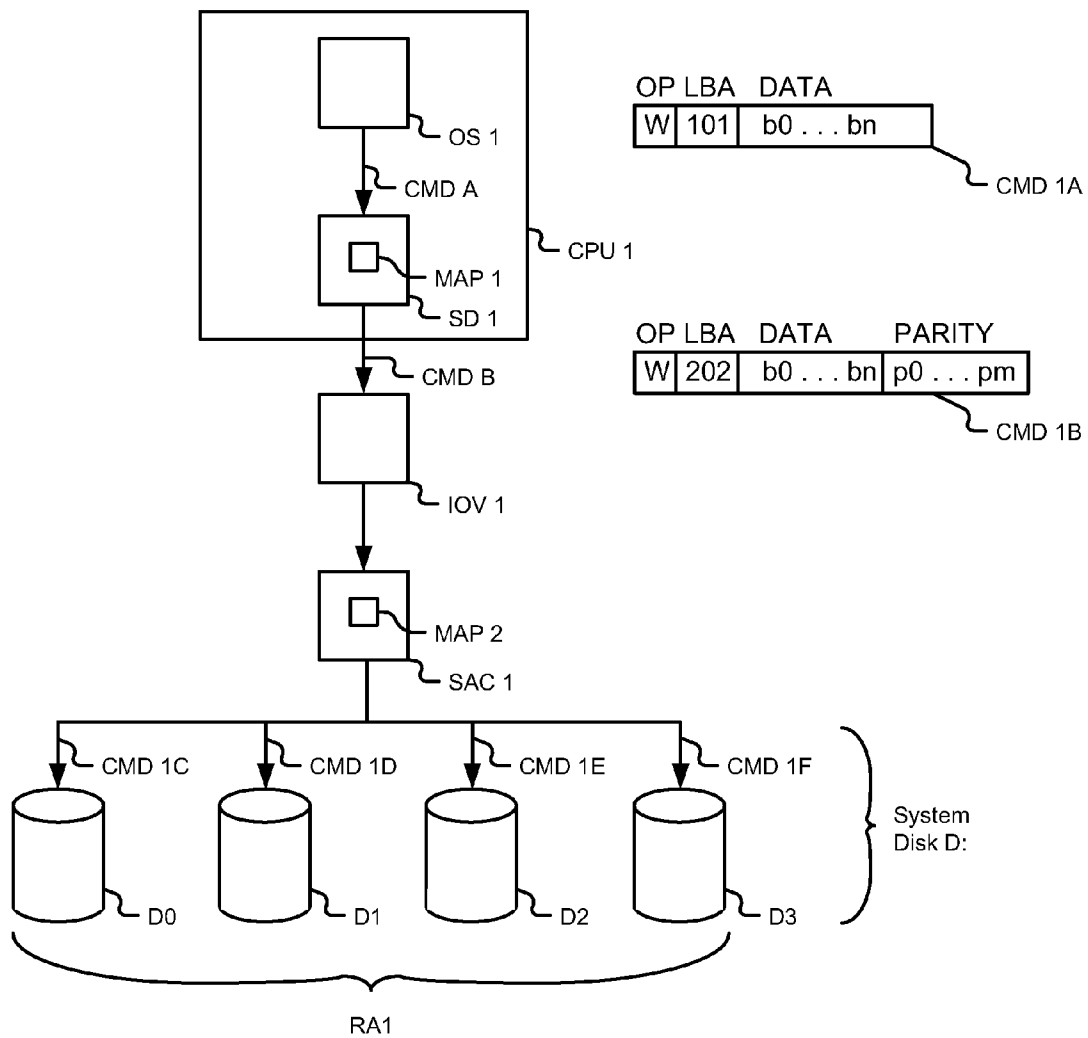 OS 1
CMD A
MAP 1
SD 1
CPU 1
CMD B
IOV 1
MAP 2
SAC 1
OP LBA DATA
W 101 b0 . . . bn
CMD 1A
OP LBA DATA PARITY
W 202 b0 . . . bn p0 . . . pm
CMD 1B
CMD 1C
CMD 1D
CMD 1E
CMD 1F
D0
D1
D2
D3
System
Disk D:
RA1